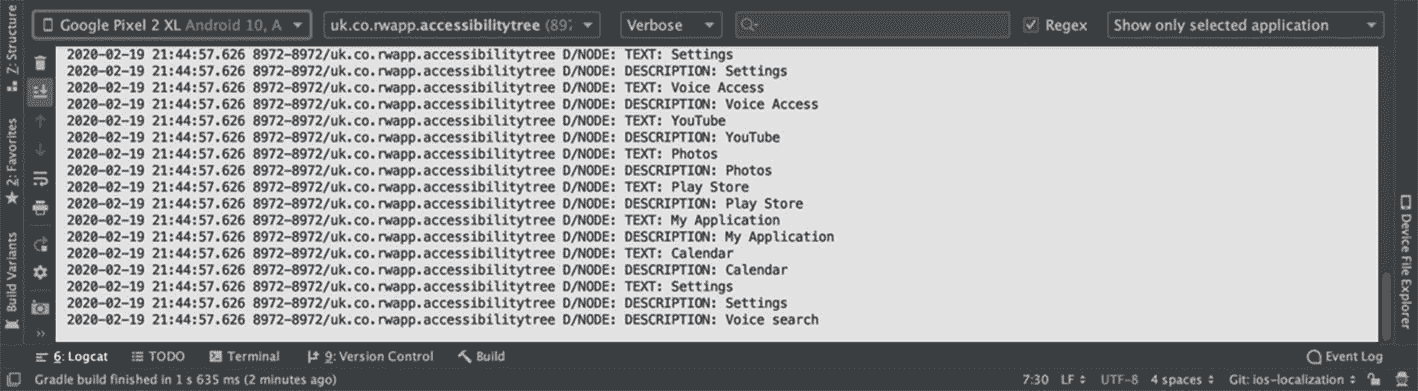 Google Pixel 2 XL Android 10, A
uk.co.rwapp.accessibilitytree (897
Verbose
Regex
Show only selected application
Z: Structure
2: Favorites
Build Variants
2020-02-19 21:44:57.626 8972-8972/uk.co.rwapp.accessibilitytree D/NODE: TEXT: Settings
2020-02-19 21:44:57.626 8972-8972/uk.co.rwapp.accessibilitytree D/NODE: DESCRIPTION: Settings
2020-02-19 21:44:57.626 8972-8972/uk.co.rwapp.accessibilitytree D/NODE: TEXT: Voice Access
2020-02-19 21:44:57.626 8972-8972/uk.co.rwapp.accessibilitytree D/NODE: DESCRIPTION: Voice Access
2020-02-19 21:44:57.626 8972-8972/uk.co.rwapp.accessibilitytree D/NODE: TEXT: YouTube
2020-02-19 21:44:57.626 8972-8972/uk.co.rwapp.accessibilitytree D/NODE: DESCRIPTION: YouTube
2020-02-19 21:44:57.626 8972-8972/uk.co.rwapp.accessibilitytree D/NODE: TEXT: Photos
2020-02-19 21:44:57.626 8972-8972/uk.co.rwapp.accessibilitytree D/NODE: DESCRIPTION: Photos
2020-02-19 21:44:57.626 8972-8972/uk.co.rwapp.accessibilitytree D/NODE: TEXT: Play Store
2020-02-19 21:44:57.626 8972-8972/uk.co.rwapp.accessibilitytree D/NODE: DESCRIPTION: Play Store
2020-02-19 21:44:57.626 8972-8972/uk.co.rwapp.accessibilitytree D/NODE: TEXT: My Application
2020-02-19 21:44:57.626 8972-8972/uk.co.rwapp.accessibilitytree D/NODE: DESCRIPTION: My Application
2020-02-19 21:44:57.626 8972-8972/uk.co.rwapp.accessibilitytree D/NODE: TEXT: Calendar
2020-02-19 21:44:57.626 8972-8972/uk.co.rwapp.accessibilitytree D/NODE: DESCRIPTION: Calendar
2020-02-19 21:44:57.626 8972-8972/uk.co.rwapp.accessibilitytree D/NODE: TEXT: Settings
2020-02-19 21:44:57.626 8972-8972/uk.co.rwapp.accessibilitytree D/NODE: DESCRIPTION: Settings
2020-02-19 21:44:57.626 8972-8972/uk.co.rwapp.accessibilitytree D/NODE: DESCRIPTION: Voice search
Device File Explorer
6: Logcat
TODO
Terminal
9: Version Control
Build
Event Log
Gradle build finished in 1 s 635 ms (2 minutes ago)
7:30
LF
UTF-8
4 spaces
Git: ios-localization